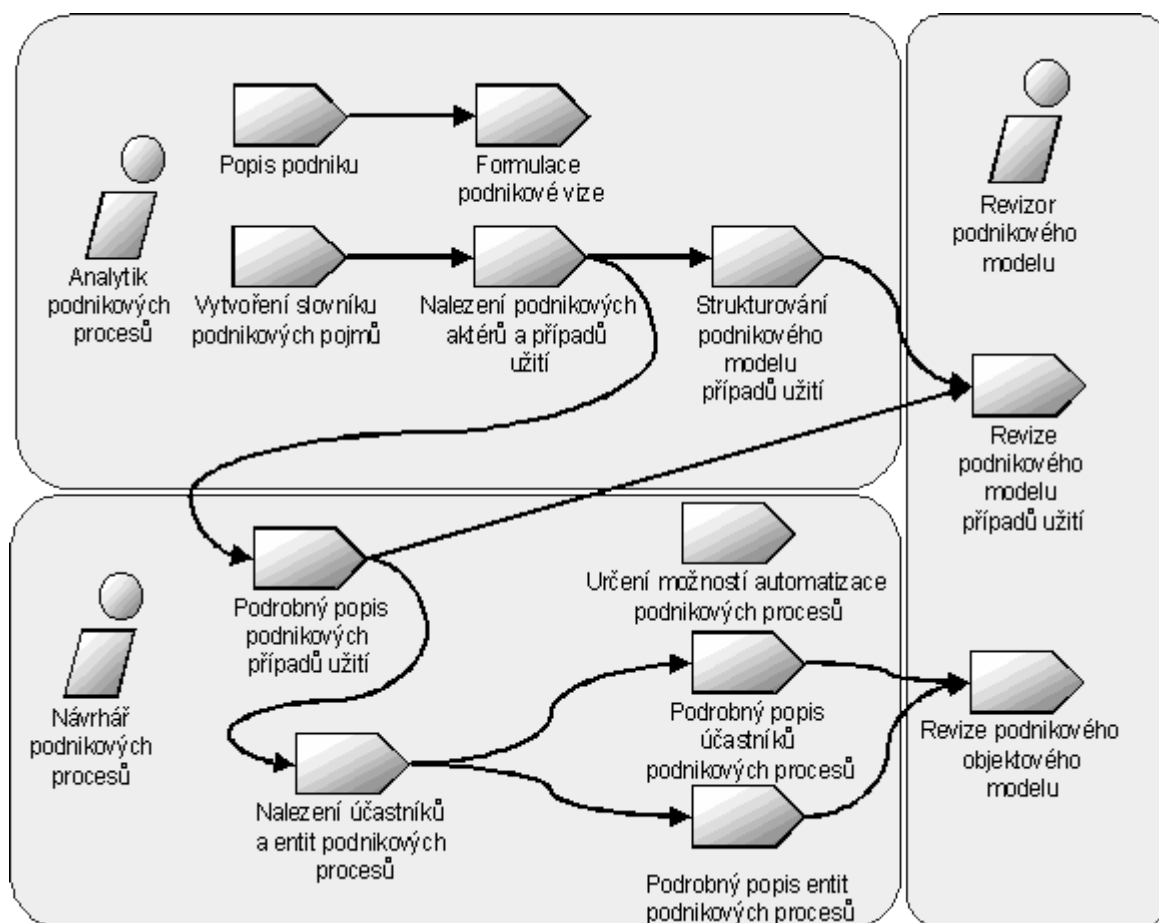 Popis podniku
Formulace
podnikové vize
Analytik
podnikových
procesů
Vytvoření slovníku
podnikových pojmů
Nalezení podnikových
aktérů a případů
užití
Strukturování
podnikového
modelu
případů užití
Revizor
podnikového
modelu
Revize
podnikového
modelu
případů užití
Návrhář
podnikových
procesů
Podrobný popis
podnikových
případů užití
Určení možností automatizace
podnikových procesů
Nalezení účastníků
a entit podnikových
procesů
Podrobný popis
účastníků
podnikových procesů
Podrobný popis entit
podnikových procesů
Revize podnikového
objektového
modelu